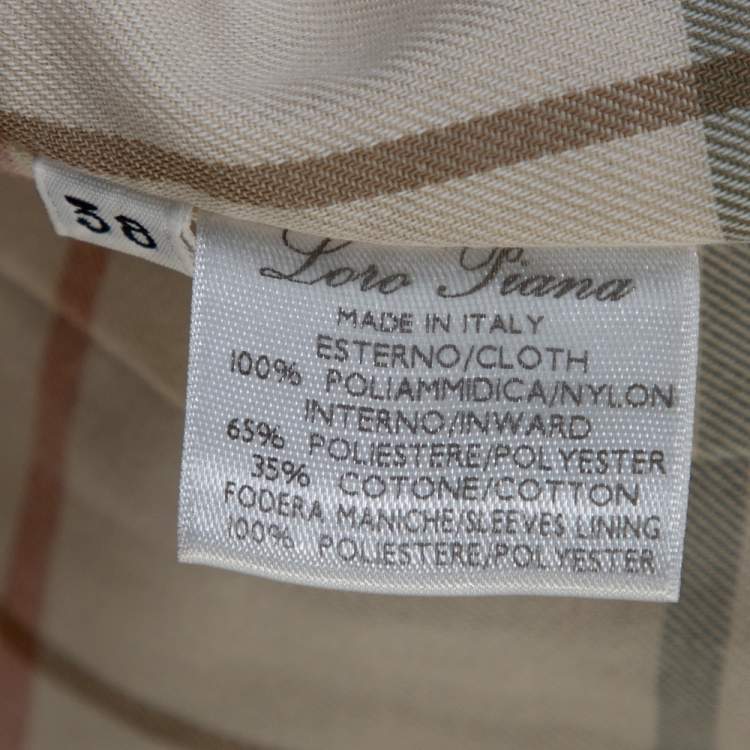 38
Loro Piana
MADE IN ITALY
ESTERNO/CLOTH
100% POLIAMMIDICA/NYLON
INTERNO/INWARD
65% POLIESTERE/POLYESTER
35% COTONE/COTTON
FODERA MANICHE/SLEEVES LINING
100% POLIESTERE/POLYESTER